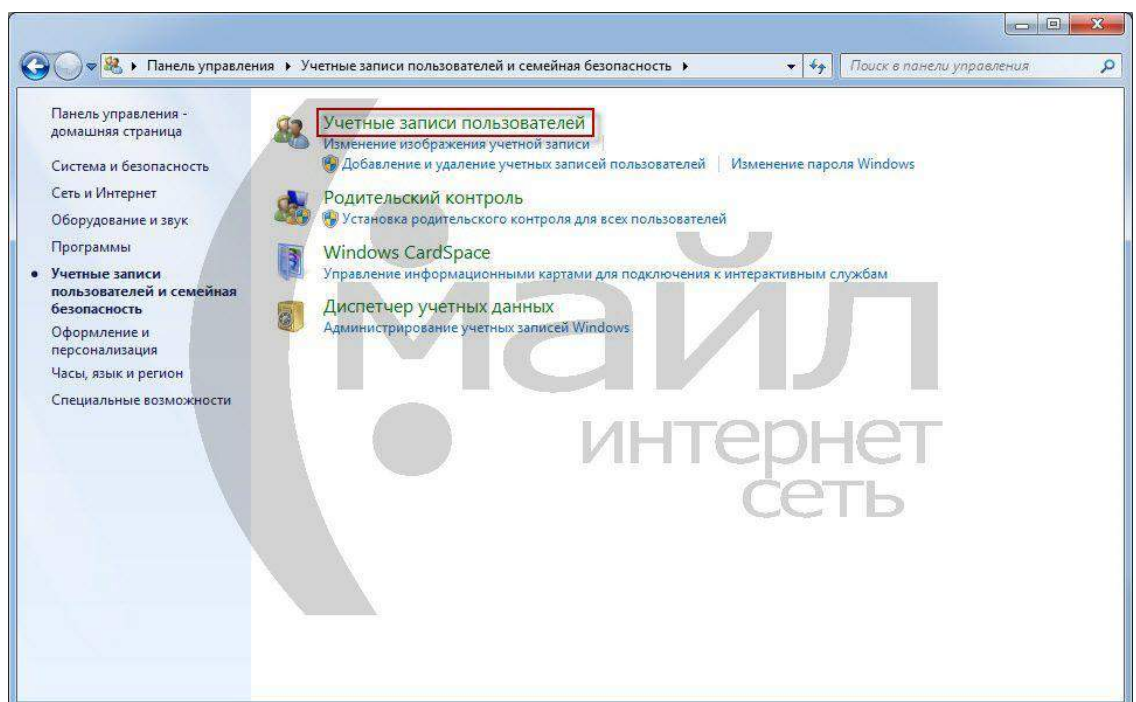 Панель управления ▸ Учетные записи пользователей и семейная безопасность ▸
Поиск в панели управления
Панель управления -
домашняя страница
Система и безопасность
Сеть и Интернет
Оборудование и звук
Программы
Учетные записи
пользователей и семейная
безопасность
Оформление и
персонализация
Часы, язык и регион
Специальные возможности
Учетные записи пользователей
Изменение изображения учетной записи
Добавление и удаление учетных записей пользователей | Изменение пароля Windows
Родительский контроль
Установка родительского контроля для всех пользователей
Windows CardSpace
Управление информационными картами для подключения к интерактивным службам
Диспетчер учетных данных
Администрирование учетных записей Windows
майл
интернет
сеть